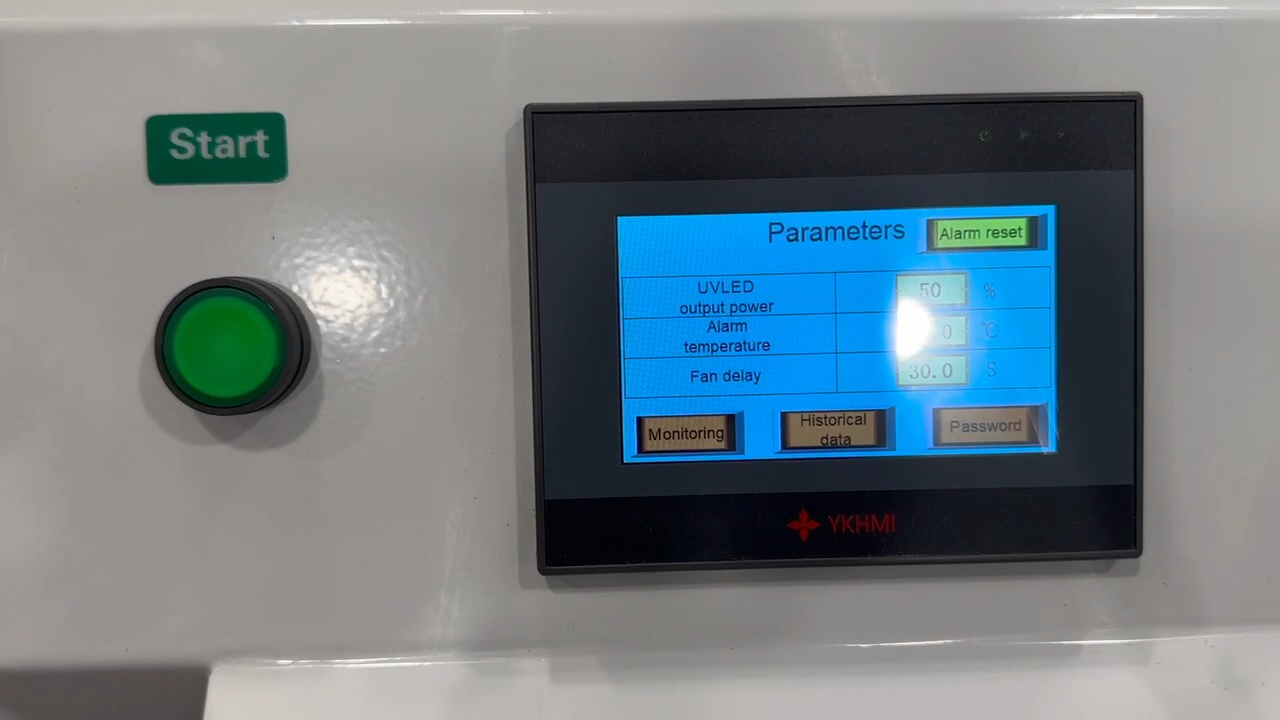 Start
Parameters
Alarm reset
UVLED
output power
50 %
Alarm
temperature
℃
Fan delay
30.0 S
Monitoring
Historical
data
Password
YKHMI